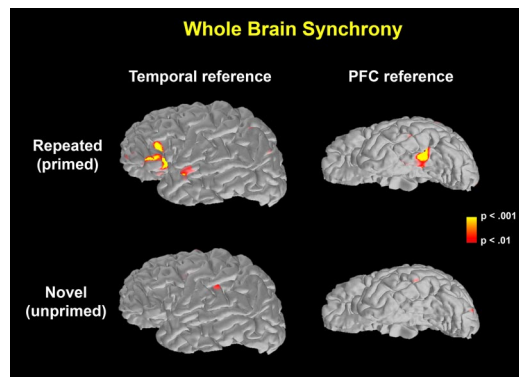 Whole Brain Synchrony
Temporal reference
PFC reference
Repeated
(primed)
p < .001
p < .01
Novel
(unprimed)